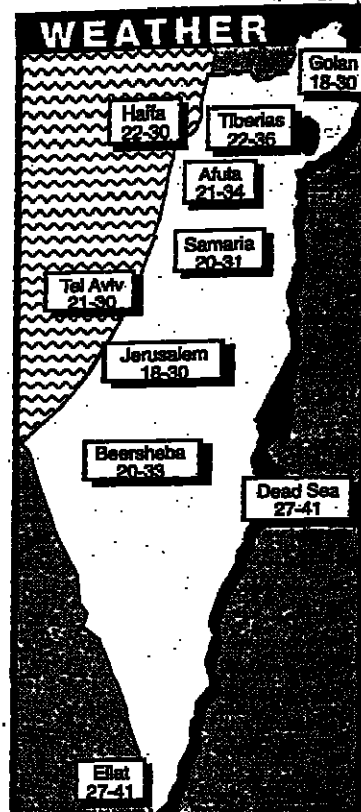 WEATHER
Golan
18-30
Haifa
22-30
Tiberias
22-36
Afula
21-34
Samaria
20-31
Tel Aviv
21-30
Jerusalem
18-30
Beersheba
20-33
Dead Sea
27-41
Eilat
27-41